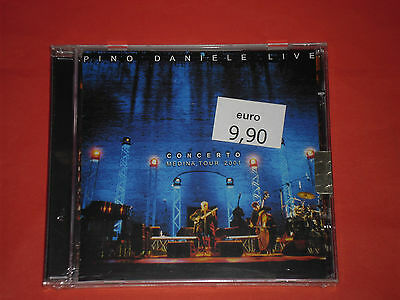 PINO DANIELE LIVE
euro
9,90
CONCERTO
MEDINA TOUR 2001